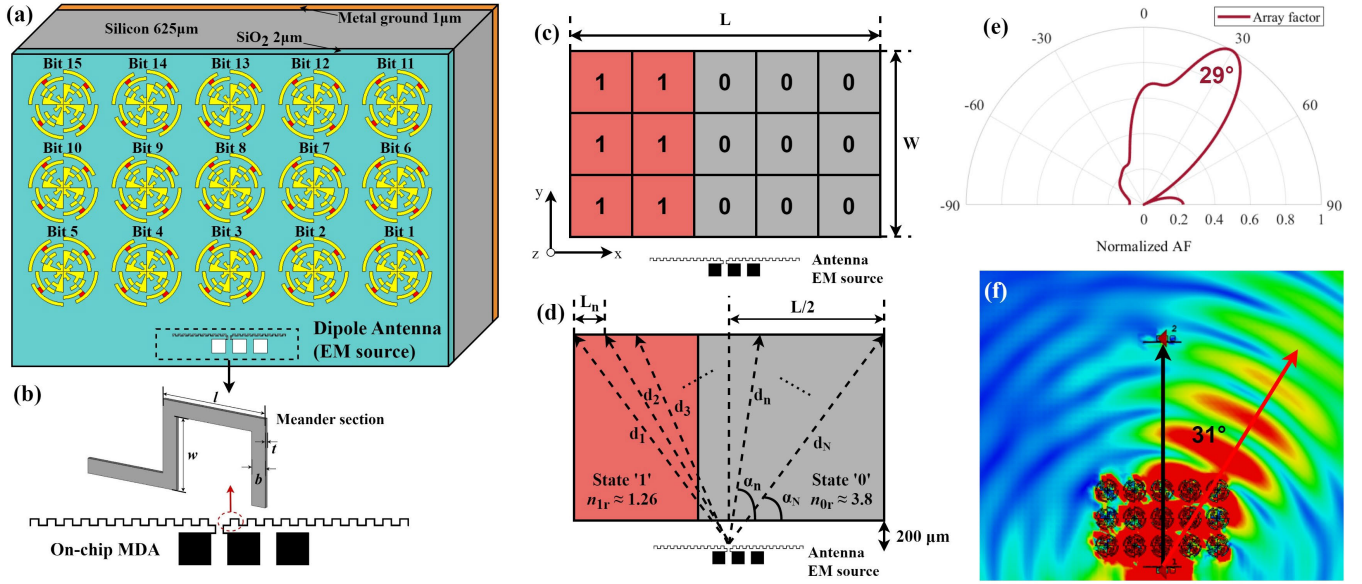 (a)
Metal ground 1μm
Silicon 625μm
SiO₂ 2μm
Bit 15 Bit 14 Bit 13 Bit 12 Bit 11
Bit 10 Bit 9 Bit 8 Bit 7 Bit 6
Bit 5 Bit 4 Bit 3 Bit 2 Bit 1
Dipole Antenna
(EM source)
(b)
l
Meander section
w
t
b
On-chip MDA
(c)
L
1 1 0 0 0
1 1 0 0 0
1 1 0 0 0
W
y
z
x
Antenna
EM source
(d)
Lₙ
L/2
d₁
d₂
d₃
dₙ
d_N
αₙ
α_N
State '1'
n₁ᵣ ≈ 1.26
State '0'
n₀ᵣ ≈ 3.8
200 μm
Antenna
EM source
(e)
Array factor
0
-30
30
29°
-60
60
-90
90
0 0.2 0.4 0.6 0.8 1
Normalized AF
(f)
31°